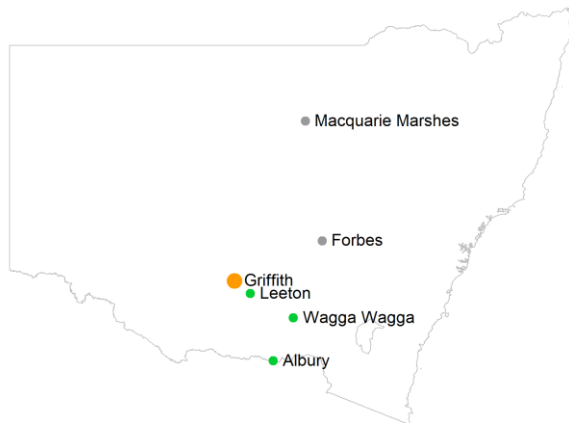 Macquarie Marshes
Forbes
Griffith
Leeton
Wagga Wagga
Albury